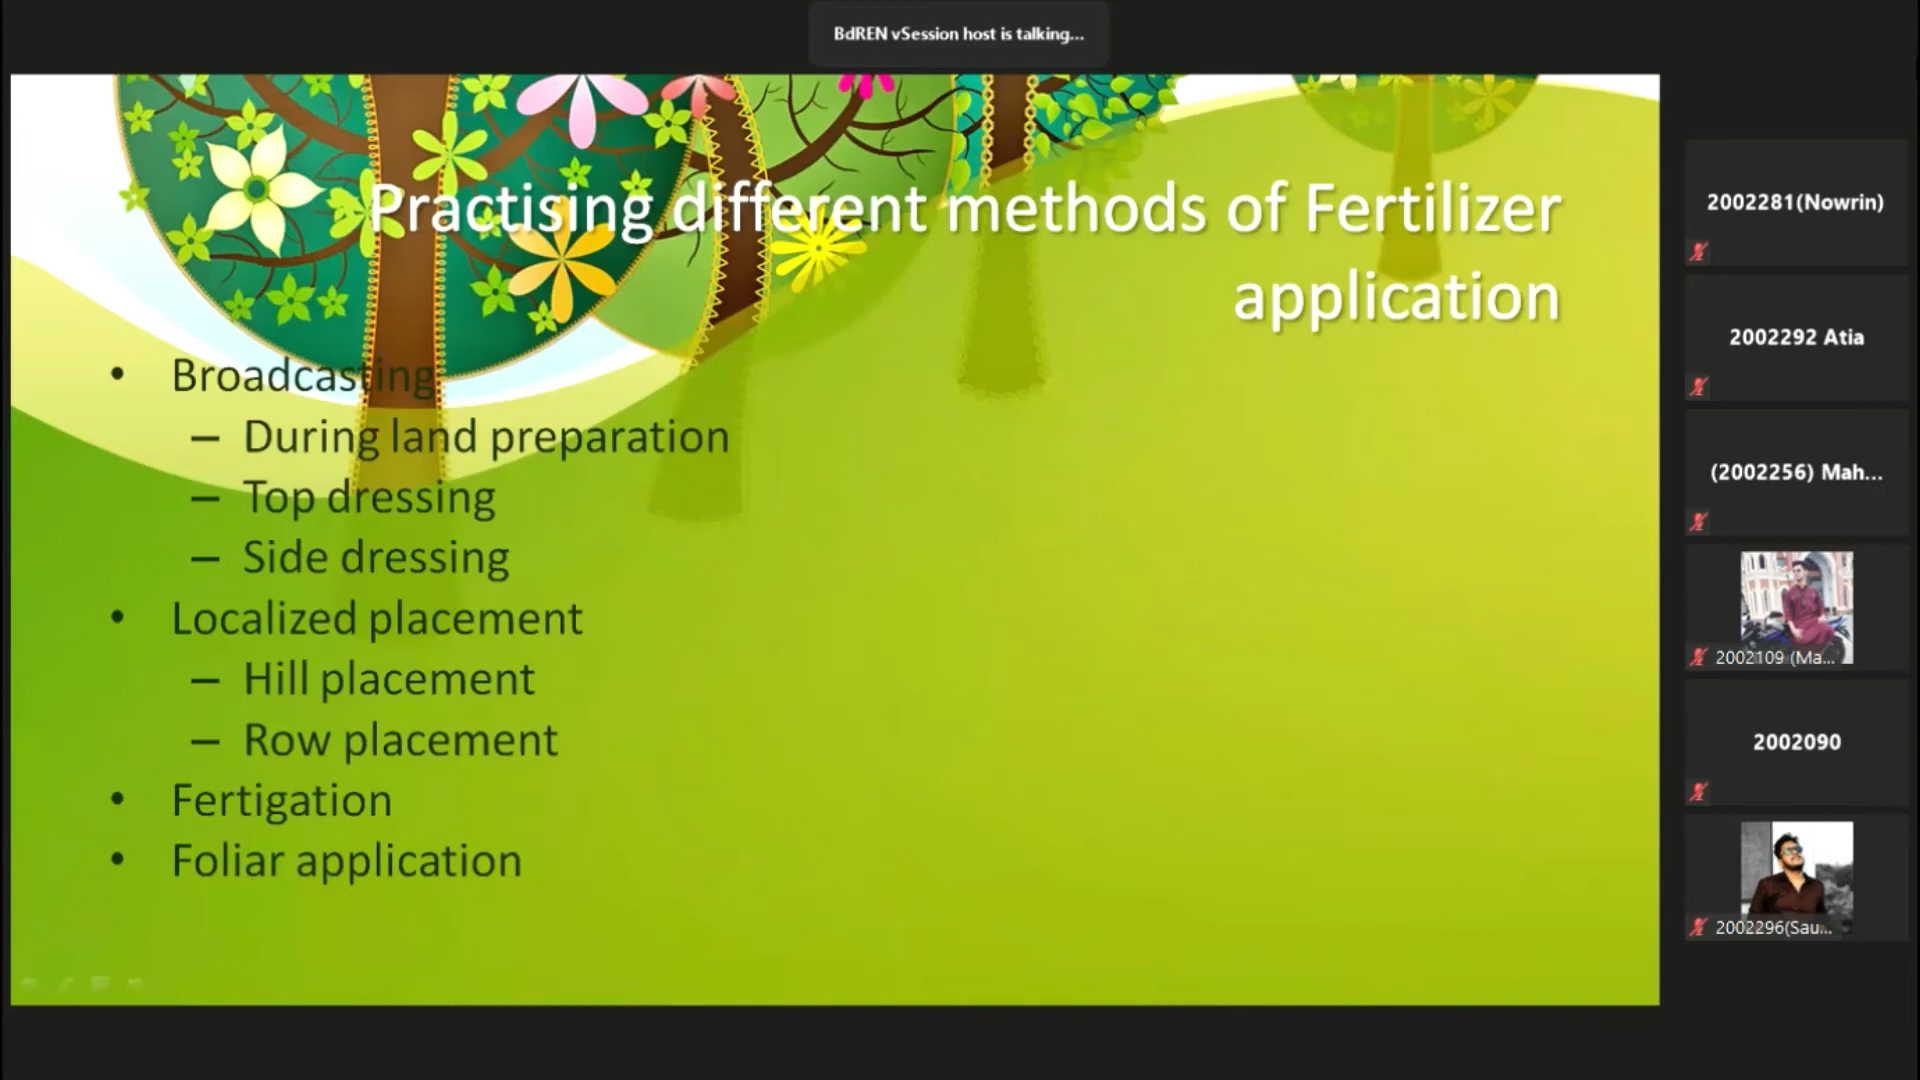 BdREN vSession host is talking...
Practising different methods of Fertilizer
application
• Broadcasting
– During land preparation
– Top dressing
– Side dressing
• Localized placement
– Hill placement
– Row placement
• Fertigation
• Foliar application
2002281(Nowrin)
2002292 Atia
(2002256) Mah...
2002109 (Ma...
2002090
2002296(Sau...